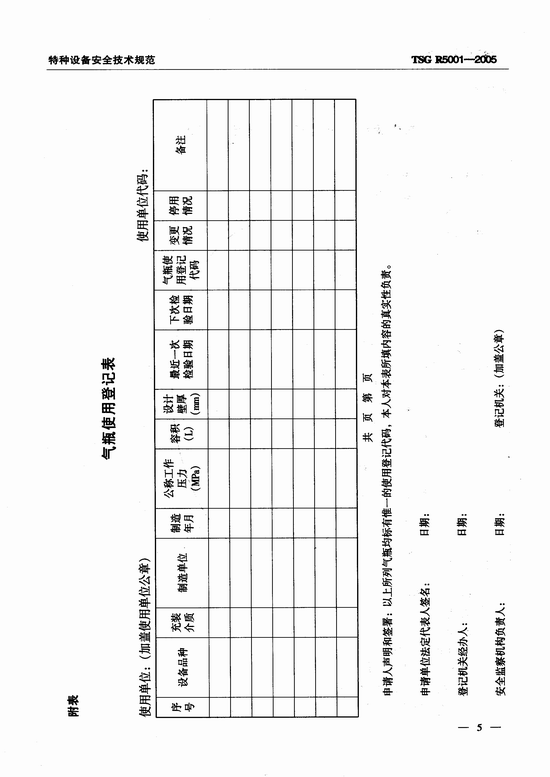 特种设备安全技术规范
TSG R5001—2005
附表
气瓶使用登记表
使用单位：（加盖使用单位公章）
使用单位代码：
序号
设备品种
充装介质
制造单位
制造年月
公称工作压力（MPa）
容积（L）
设计壁厚（mm）
最近一次检验日期
下次检验日期
气瓶使用登记代码
变更情况
停用情况
备注
共 页 第 页
申请人声明和签署：以上所列气瓶均标有惟一的使用登记代码，本人对本表所填内容的真实性负责。
申请单位法定代表人签名：
日期：
登记机关经办人：
日期：
安全监察机构负责人：
日期：
登记机关：（加盖公章）
— 5 —